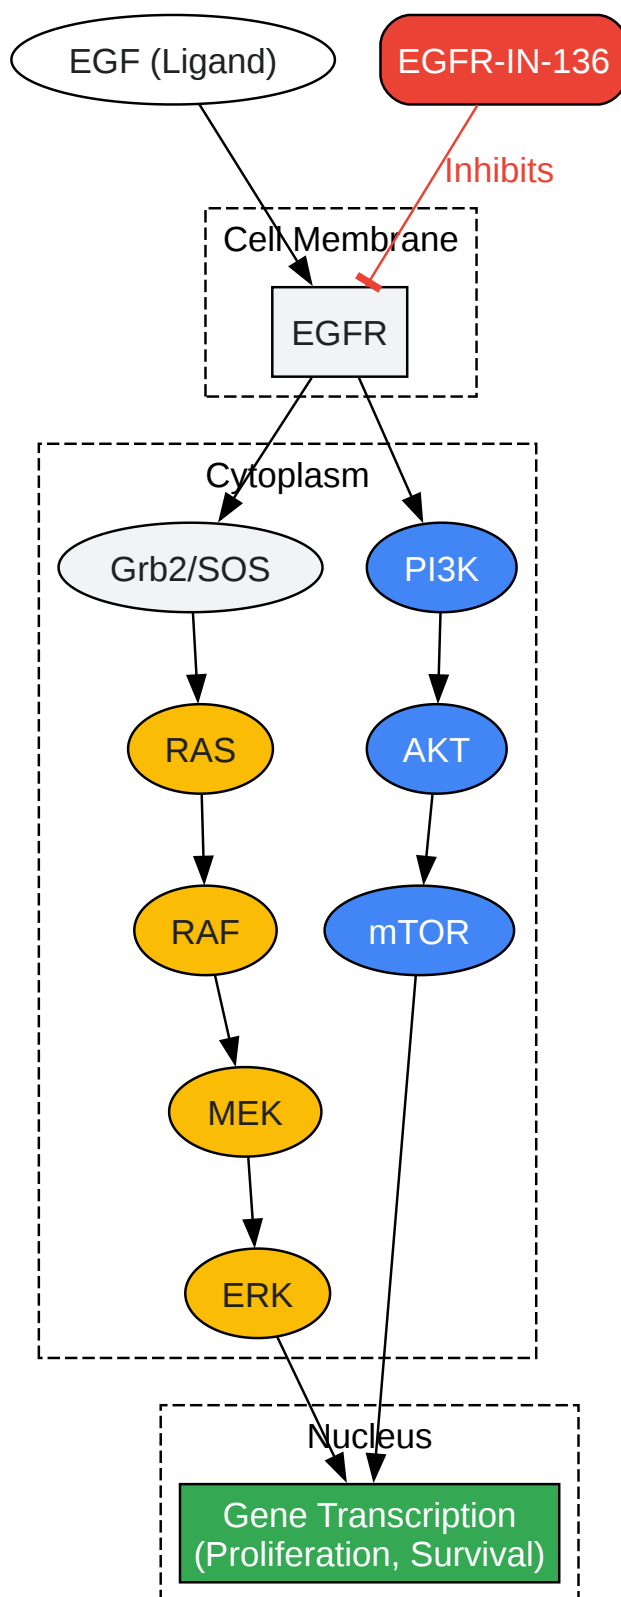 EGF (Ligand)
EGFR-IN-136
Inhibits
Cell Membrane
EGFR
Cytoplasm
Grb2/SOS
PI3K
RAS
AKT
RAF
mTOR
MEK
ERK
Nucleus
Gene Transcription
(Proliferation, Survival)